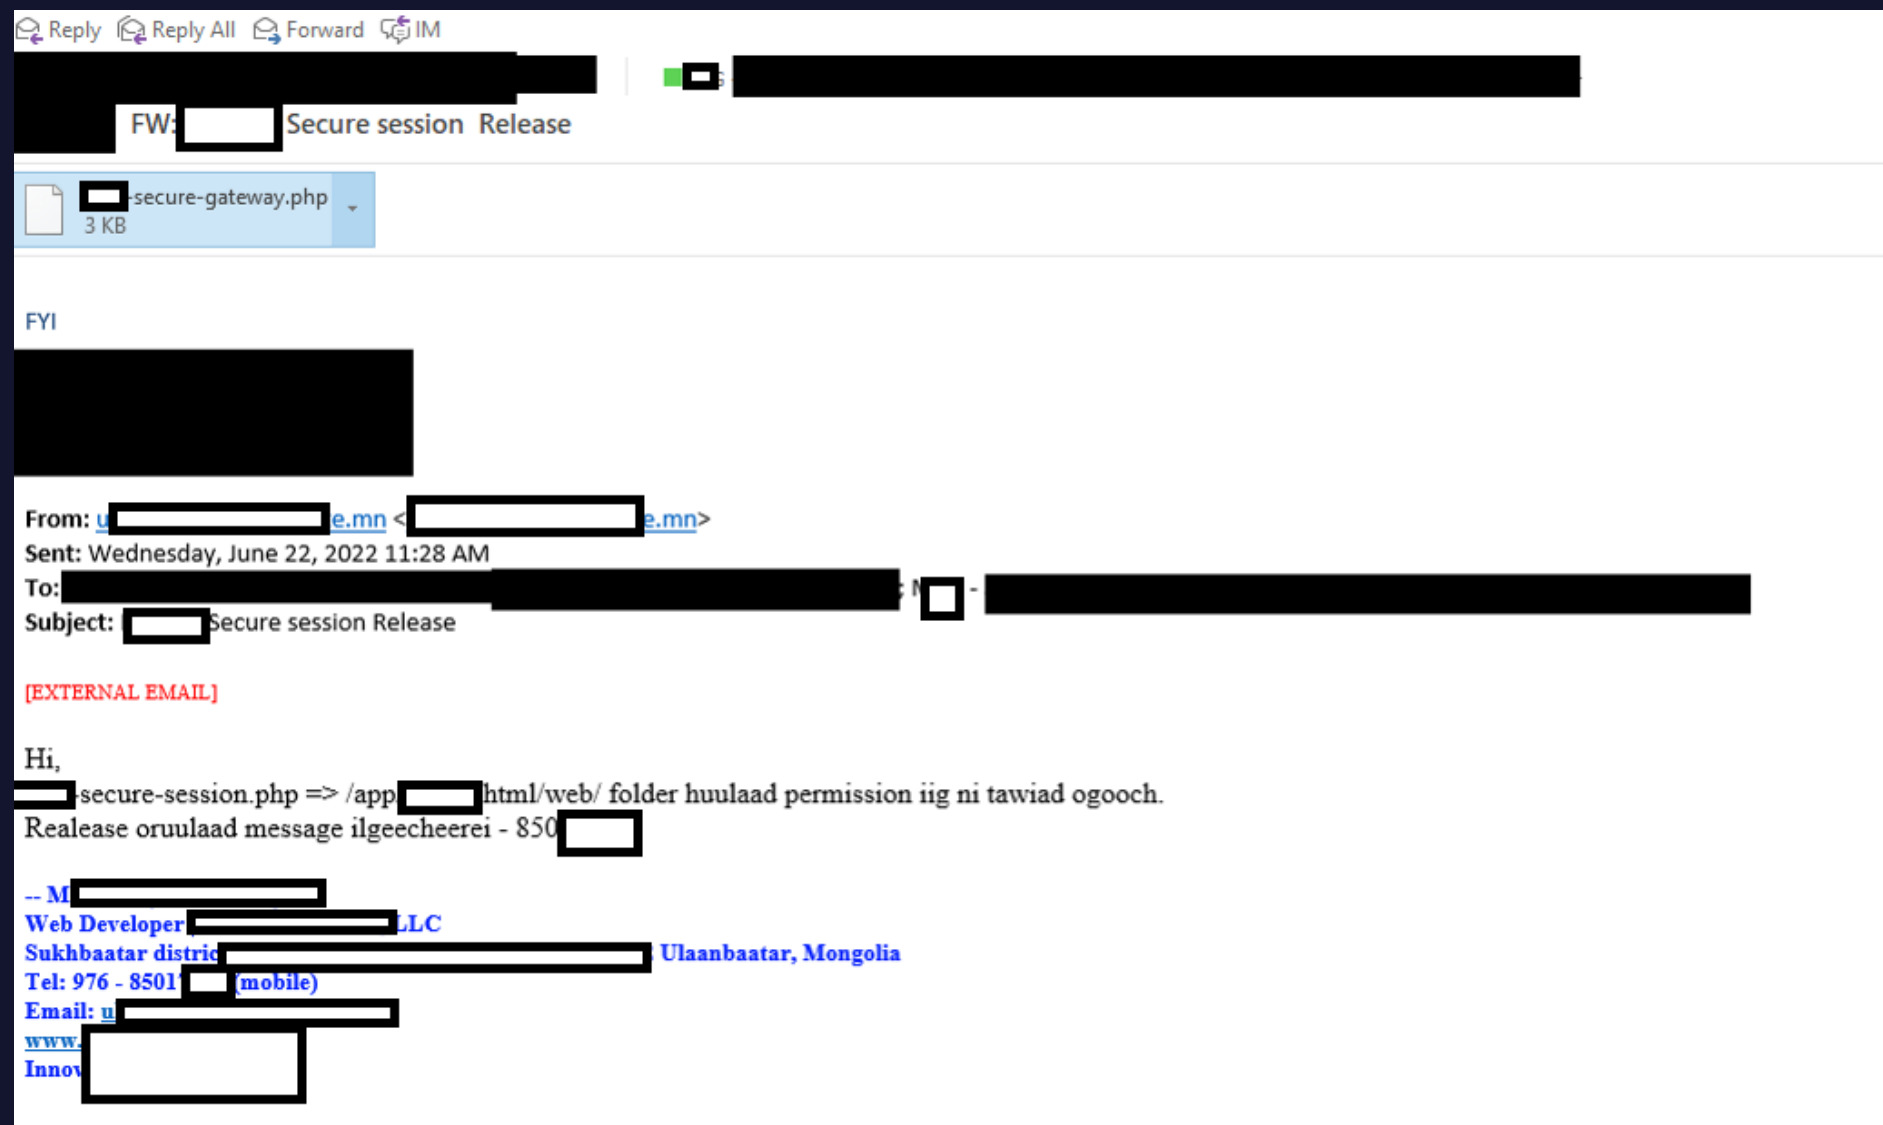 Reply Reply All Forward IM
FW: Secure session Release
-secure-gateway.php
3 KB
FYI
From: u e.mn < e.mn>
Sent: Wednesday, June 22, 2022 11:28 AM
To: ; -
Subject: Secure session Release
[EXTERNAL EMAIL]
Hi,
-secure-session.php => /app html/web/ folder huulaad permission iig ni tawiad ogooch.
Realease oruulaad message ilgeecheerei - 850
-- M
Web Developer LLC
Sukhbaatar distric Ulaanbaatar, Mongolia
Tel: 976 - 8501 (mobile)
Email: u
www.
Innov